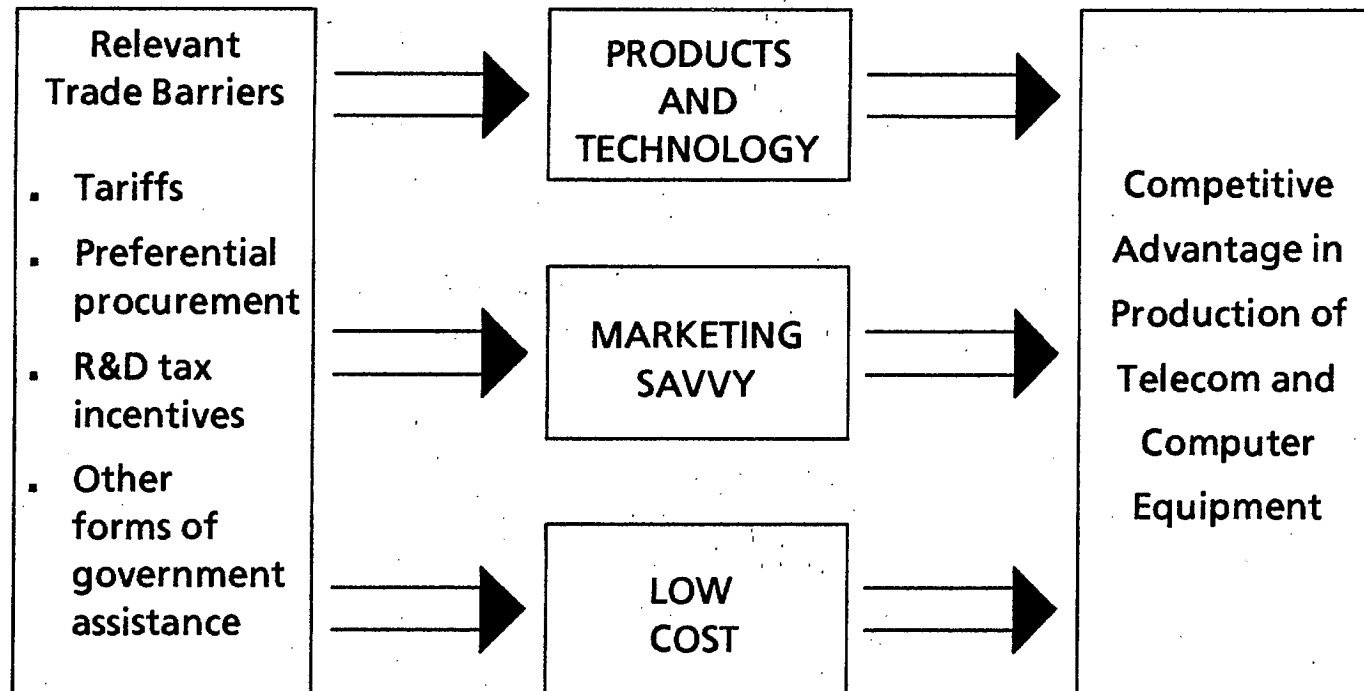 Relevant
Trade Barriers
. Tariffs
. Preferential
procurement
. R&D tax
incentives
. Other
forms of
government
assistance
PRODUCTS
AND
TECHNOLOGY
MARKETING
SAVVY
LOW
COST
Competitive
Advantage in
Production of
Telecom and
Computer
Equipment